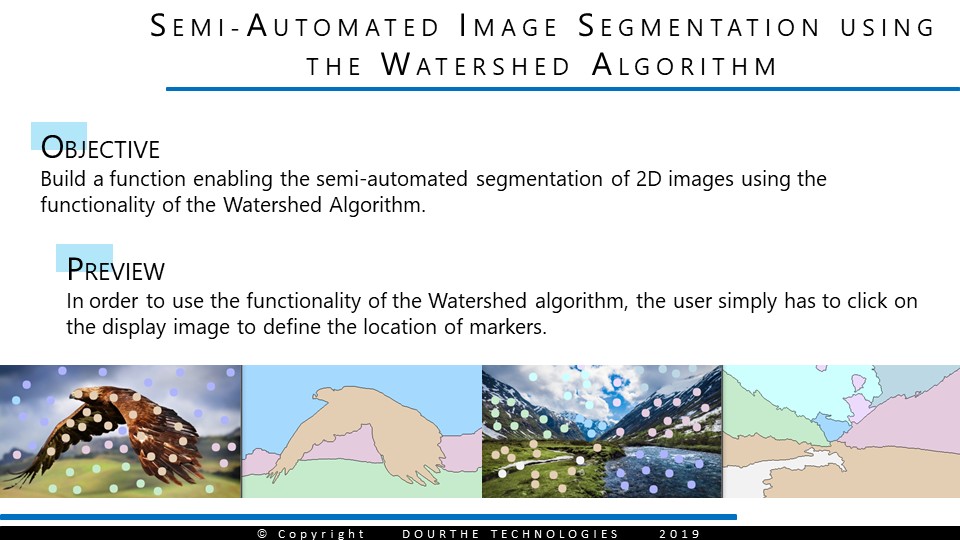 Semi-Automated Image Segmentation using
the Watershed Algorithm
Objective
Build a function enabling the semi-automated segmentation of 2D images using the
functionality of the Watershed Algorithm.
Preview
In order to use the functionality of the Watershed algorithm, the user simply has to click on
the display image to define the location of markers.
© Copyright DOURTHE TECHNOLOGIES 2019